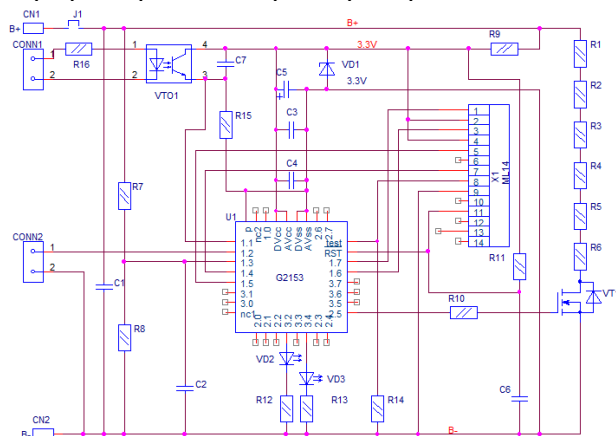 CN1 J1 B+
B+
CONN1
R16
1 4
2 3
VTO1
C7
C5
3.3V
VD1
3.3V
R9
R1
R2
R3
R4
R5
R6
R15
C3
C4
1
2
3
4
5
6
7
8
9
10
11
12
13
14
X1
ML14
R7
U1
p
nc2
1.0
DVcc
AVcc
DVss
AVss
2.6
2.7
1.1
1.2
1.3
1.4
1.5
3.1
3.0
nc1
G2153
test
RST
1.7
1.6
3.7
3.6
3.5
2.5
2.0
2.1
2.2
3.2
3.3
3.4
2.3
2.4
CONN2
1
2
C1
R8
C2
VD2
VD3
R12
R13
R14
R10
R11
C6
VT
CN2
B-
B-